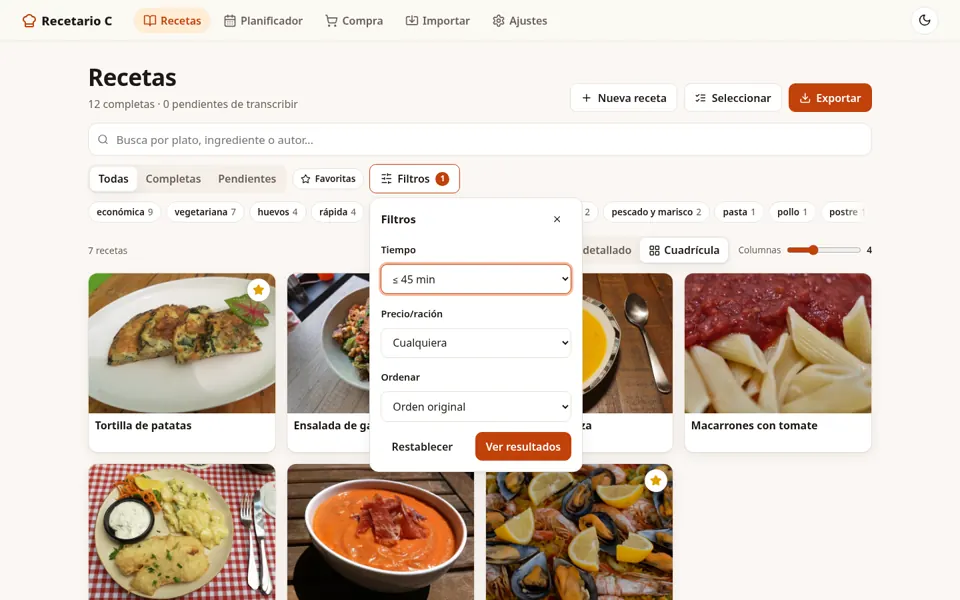 Recetario C
Recetas
Planificador
Compra
Importar
Ajustes
Recetas
12 completas · 0 pendientes de transcribir
Nueva receta
Seleccionar
Exportar
Busca por plato, ingrediente o autor...
Todas
Completas
Pendientes
Favoritas
Filtros 1
económica 9
vegetariana 7
huevos 4
rápida 4
2
pescado y marisco 2
pasta 1
pollo 1
postre 1
7 recetas
detallado
Cuadrícula
Columnas
4
Filtros
Tiempo
≤ 45 min
Precio/ración
Cualquiera
Ordenar
Orden original
Restablecer
Ver resultados
Tortilla de patatas
Ensalada de ga
za
Macarrones con tomate